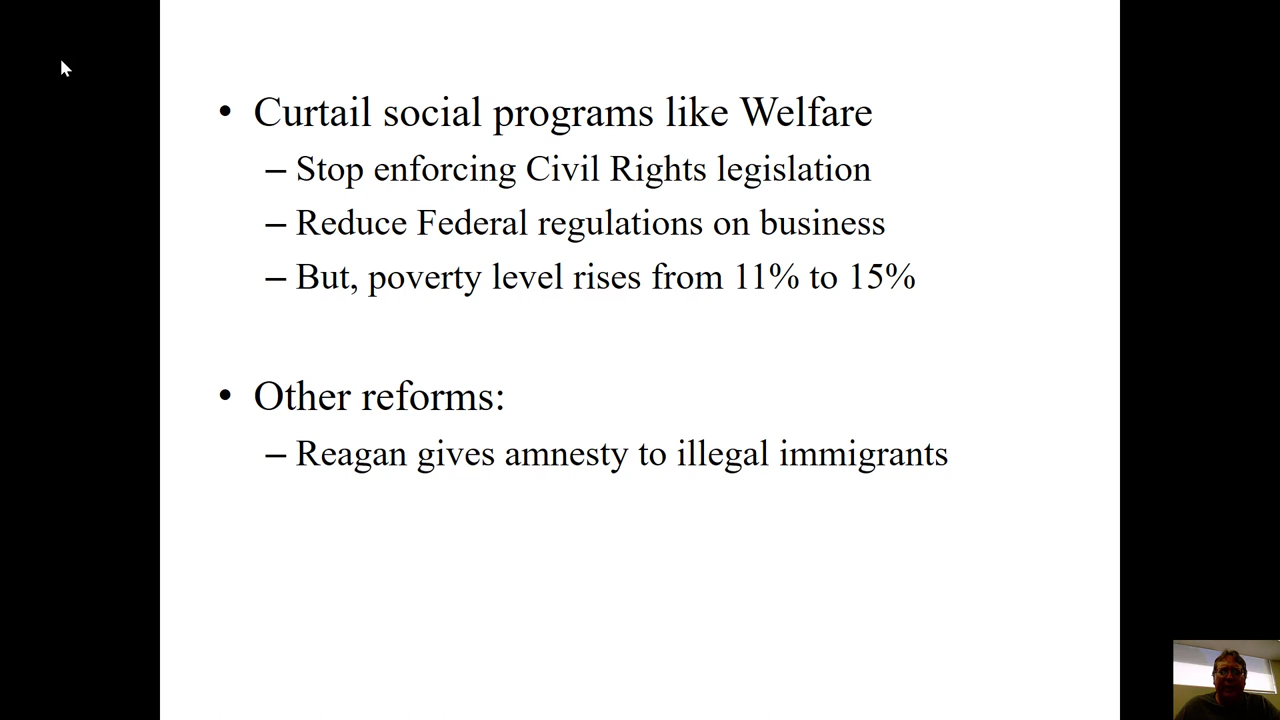 • Curtail social programs like Welfare
– Stop enforcing Civil Rights legislation
– Reduce Federal regulations on business
– But, poverty level rises from 11% to 15%
• Other reforms:
– Reagan gives amnesty to illegal immigrants